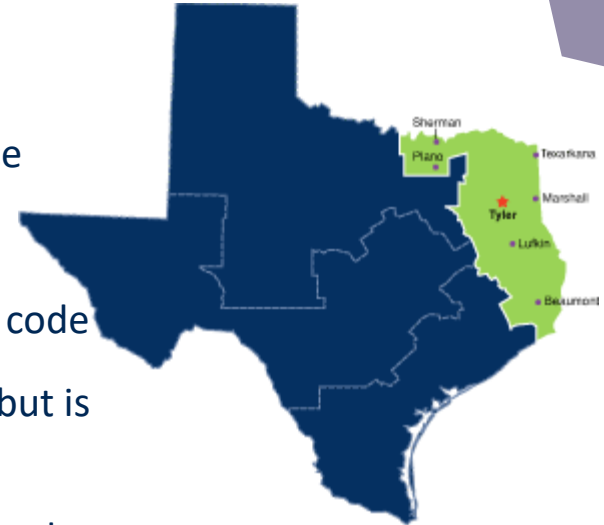 Sherman
e
Plano
Texarkana
Marshall
Tyler
Lufkin
Beaumont
code
but is